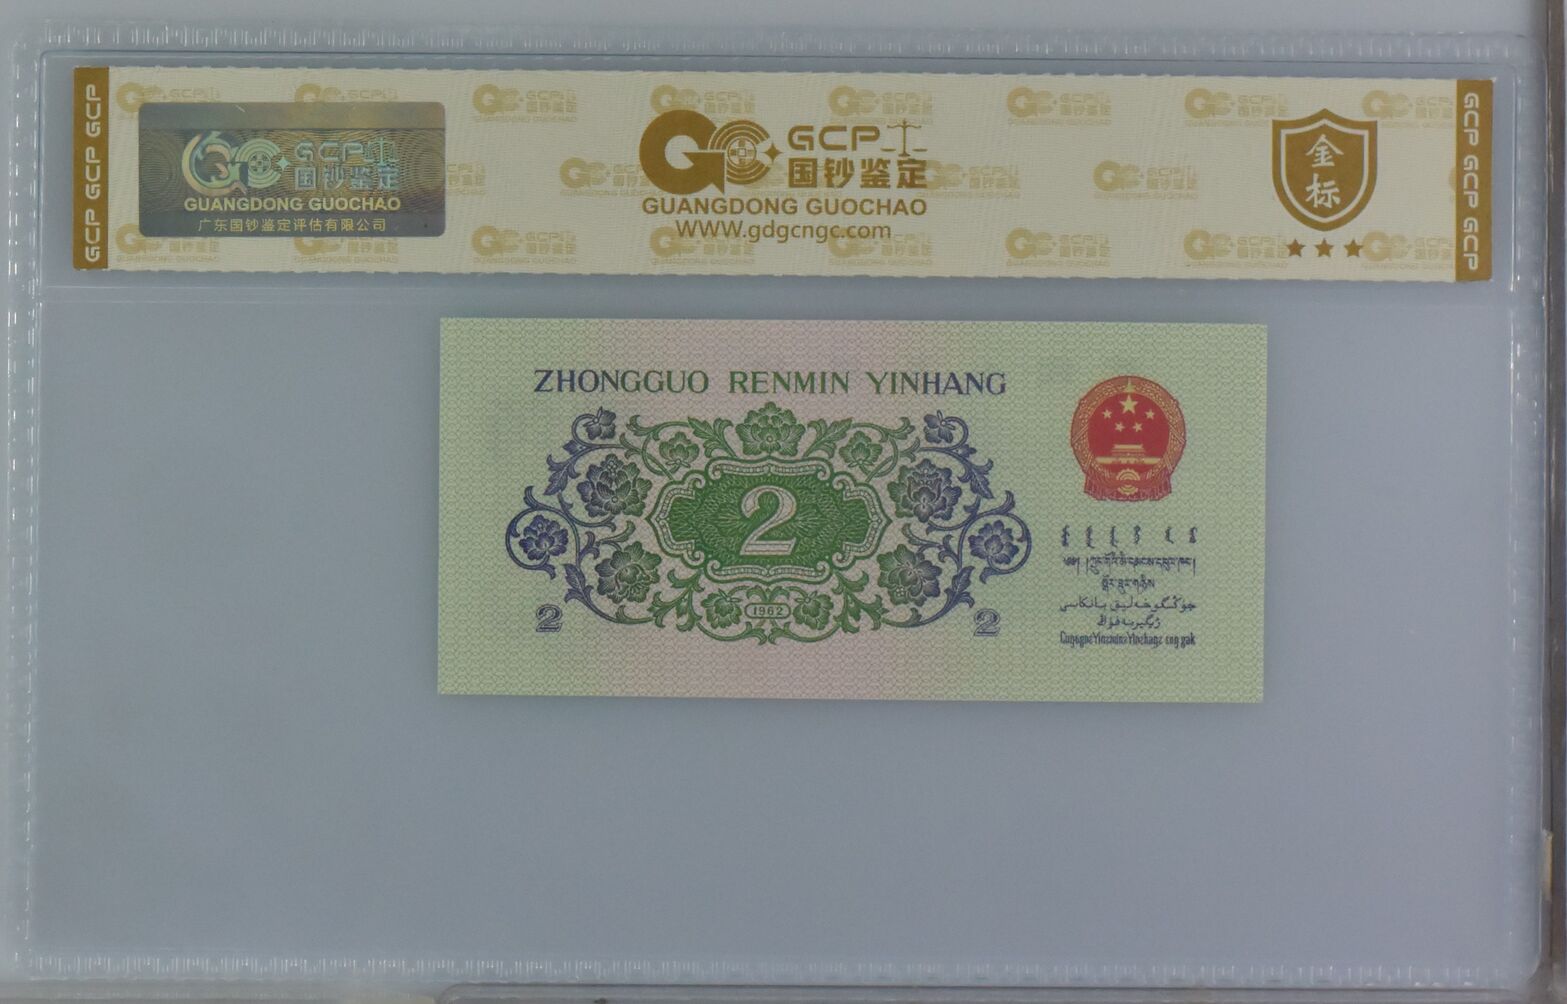 GCP GCP GCP
GCP
国钞鉴定
GUANGDONG GUOCHAO
广东国钞鉴定评估有限公司
GCP
国钞鉴定
GUANGDONG GUOCHAO
WWW.gdgcngc.com
金标
GCP GCP GCP
ZHONGGUO RENMIN YINHANG
2
1962
2
2